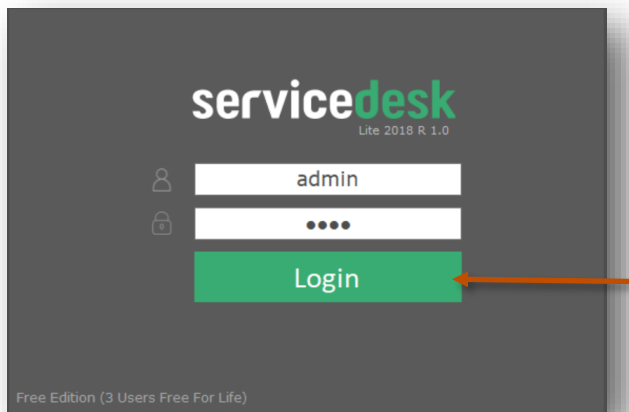 servicedesk
Lite 2018 R 1.0
admin
••••
Login
Free Edition (3 Users Free For Life)